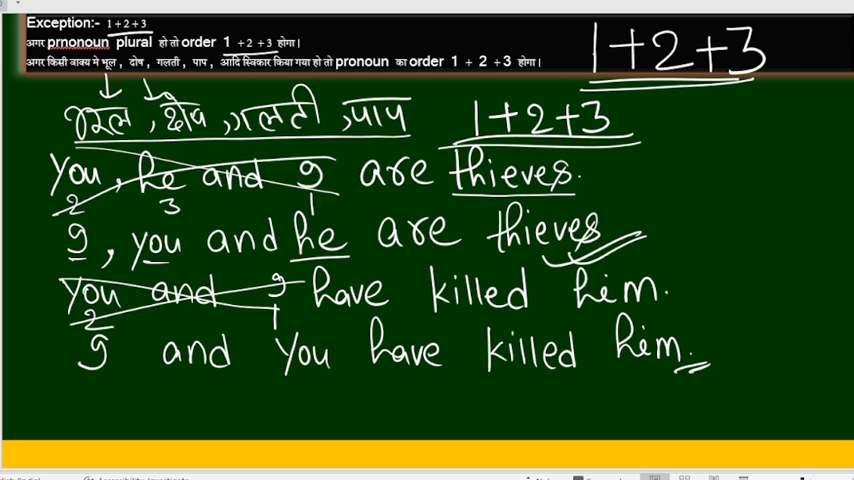 Exception:- 1+2+3
अगर prnonoun plural हो तो order 1 +2+3 होगा।
अगर किसी वाक्य मे भूल , दोष , गलती , पाप , आदि स्विकार किया गया हो तो pronoun का order 1 + 2 +3 होगा।
1+2+3
भूल , दोष , गलती , पाप 1+2+3
you, he and I are thieves.
2 3 1
I, you and he are thieves
you and I have killed him.
2 1
I and you have killed him.